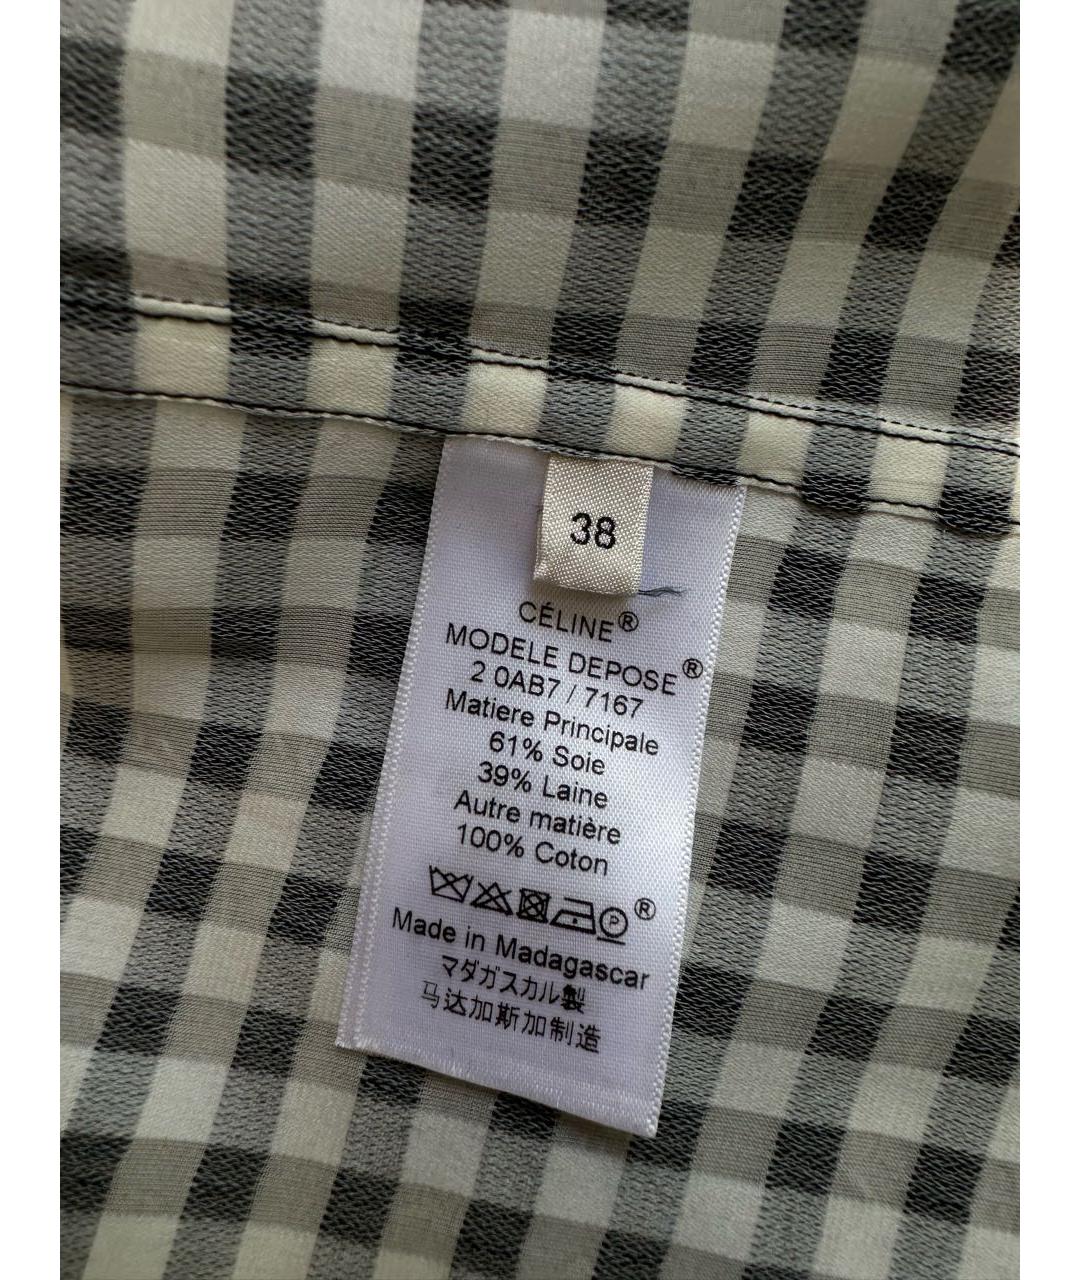 38
CÉLINE®
MODELE DEPOSE®
2 0AB7 / 7167
Matiere Principale
61% Soie
39% Laine
Autre matière
100% Coton
P ®
Made in Madagascar
マダガスカル製
马达加斯加制造